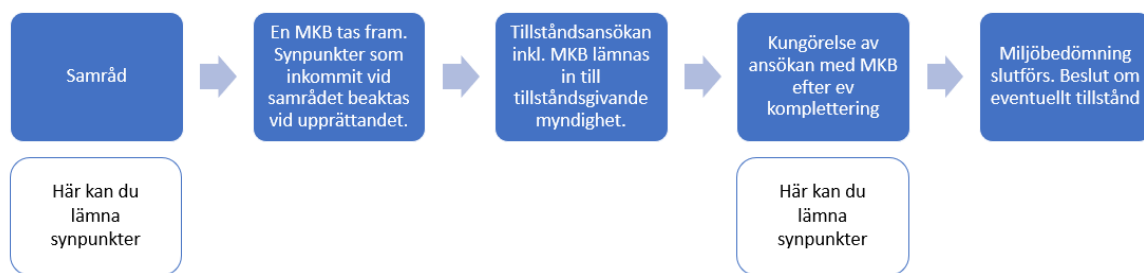 Samråd
En MKB tas fram.
Synpunkter som
inkommit vid
samrådet beaktas
vid upprättandet.
Tillståndsansökan
inkl. MKB lämnas
in till
tillståndsgivande
myndighet.
Kungörelse av
ansökan med MKB
efter ev
komplettering
Miljöbedömning
slutförs. Beslut om
eventuellt tillstånd
Här kan du
lämna
synpunkter
Här kan du
lämna
synpunkter